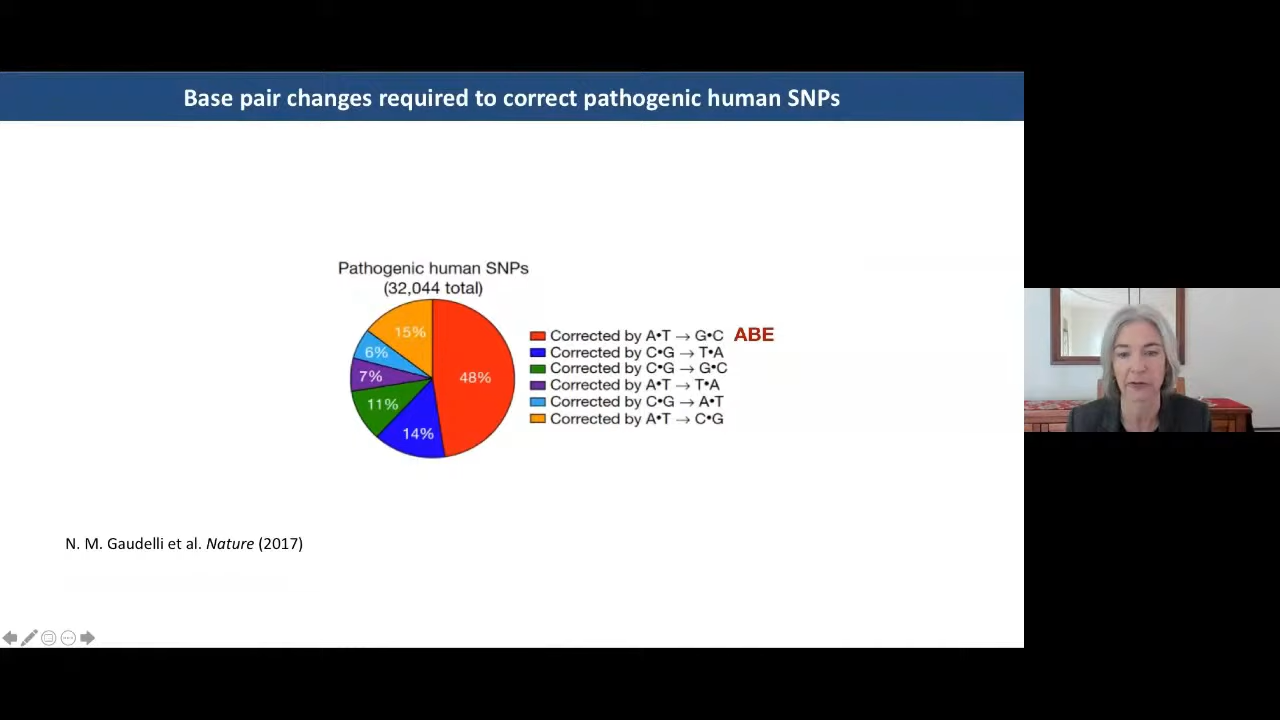 Base pair changes required to correct pathogenic human SNPs
Pathogenic human SNPs
(32,044 total)
15%
6%
7%
11%
14%
48%
Corrected by A•T → G•C ABE
Corrected by C•G → T•A
Corrected by C•G → G•C
Corrected by A•T → T•A
Corrected by C•G → A•T
Corrected by A•T → C•G
N. M. Gaudelli et al. Nature (2017)